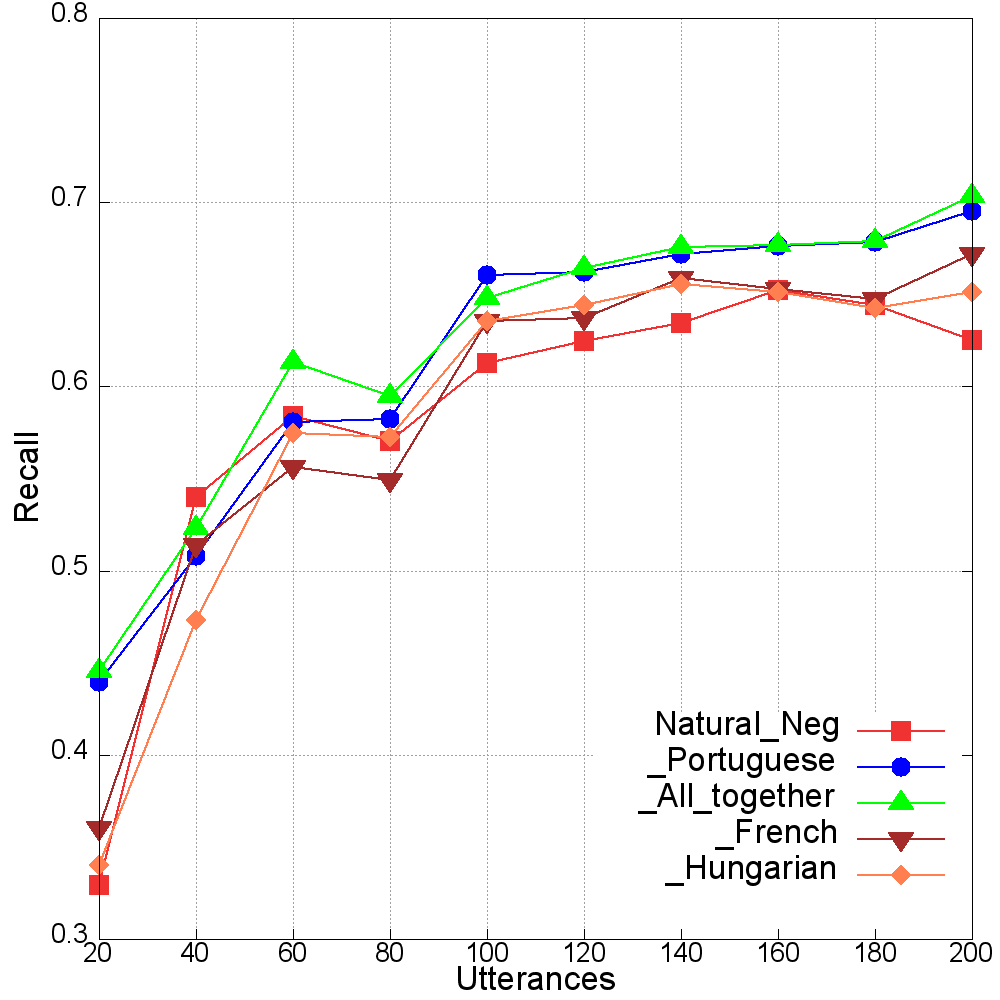 0.8
0.7
0.6
0.5
0.4
0.3
Recall
Natural_Neg
_Portuguese
_All_together
_French
_Hungarian
20 40 60 80 100 120 140 160 180 200
Utterances